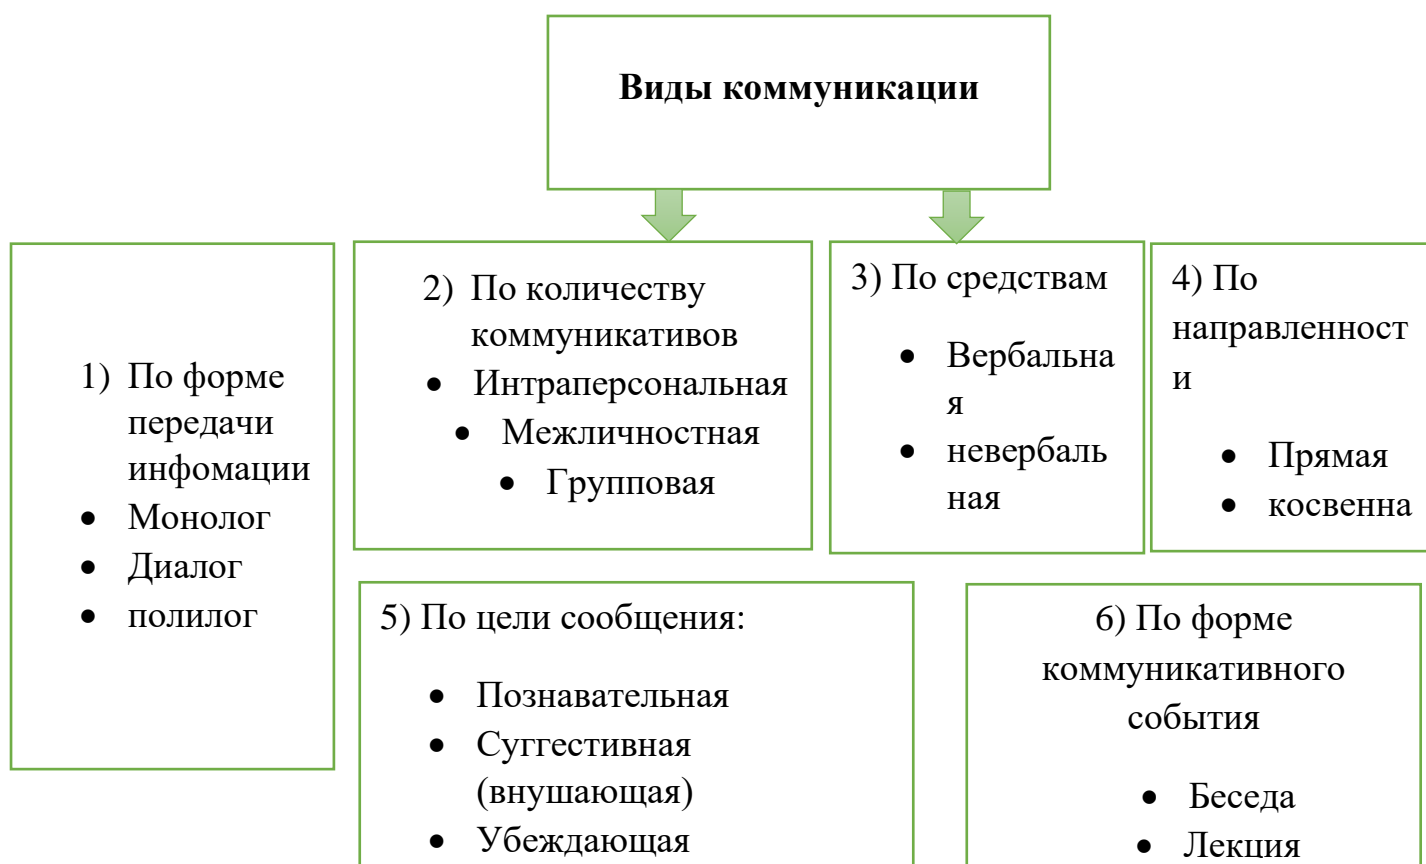 Виды коммуникации
1) По форме
передачи
инфомации
• Монолог
• Диалог
• полилог
2) По количеству
коммуникативов
• Интраперсональная
• Межличностная
• Групповая
3) По средствам
• Вербальна
я
• невербаль
ная
4) По
направленност
и
• Прямая
• косвенна
5) По цели сообщения:
• Познавательная
• Суггестивная
(внушающая)
• Убеждающая
6) По форме
коммуникативного
события
• Беседа
• Лекция